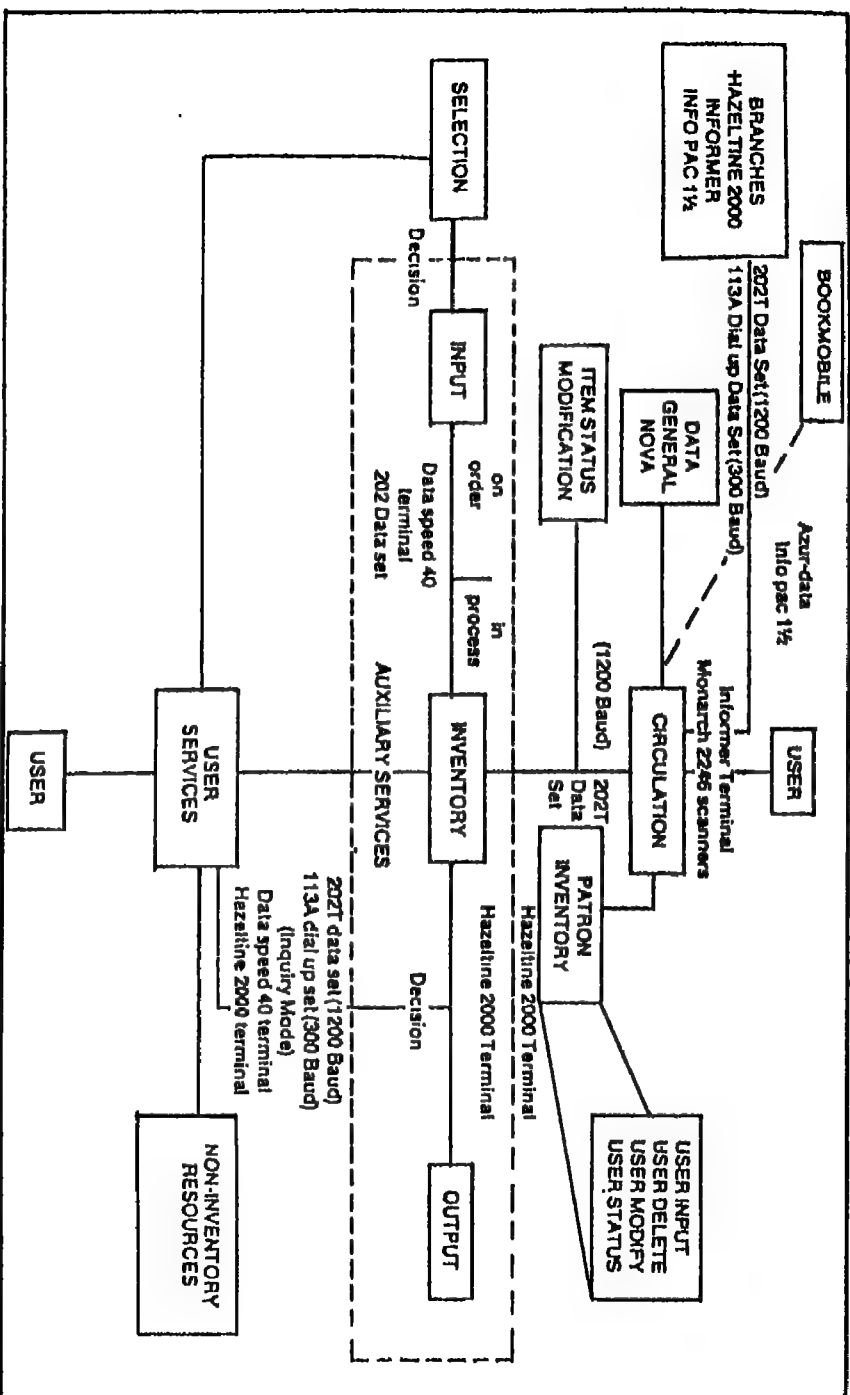 BRANCHES
-HAZELTINE 2000
INFORMER
INFO PAC 1½
BOOKMOBILE
202T Data Set (1200 Baud)
113A Dial up Data Set (300 Baud)
Azur-data
Info pac 1½
USER
Informer Terminal
Monarch 2246 scanners
DATA
GENERAL
NOVA
CIRCULATION
ITEM STATUS
MODIFICATION
(1200 Baud)
202T
Data
Set
PATRON
INVENTORY
USER INPUT
USER DELETE
USER MODIFY
USER STATUS
Hazeltine 2000 Terminal
SELECTION
Decision
INPUT
on
order
in
process
Data speed 40
terminal
202 Data set
INVENTORY
Hazeltine 2000 Terminal
OUTPUT
AUXILIARY SERVICES
Decision
202T data set (1200 Baud)
113A dial up set (300 Baud)
(Inquiry Mode)
Data speed 40 terminal
Hazeltine 2000 terminal
USER
SERVICES
NON-INVENTORY
RESOURCES
USER